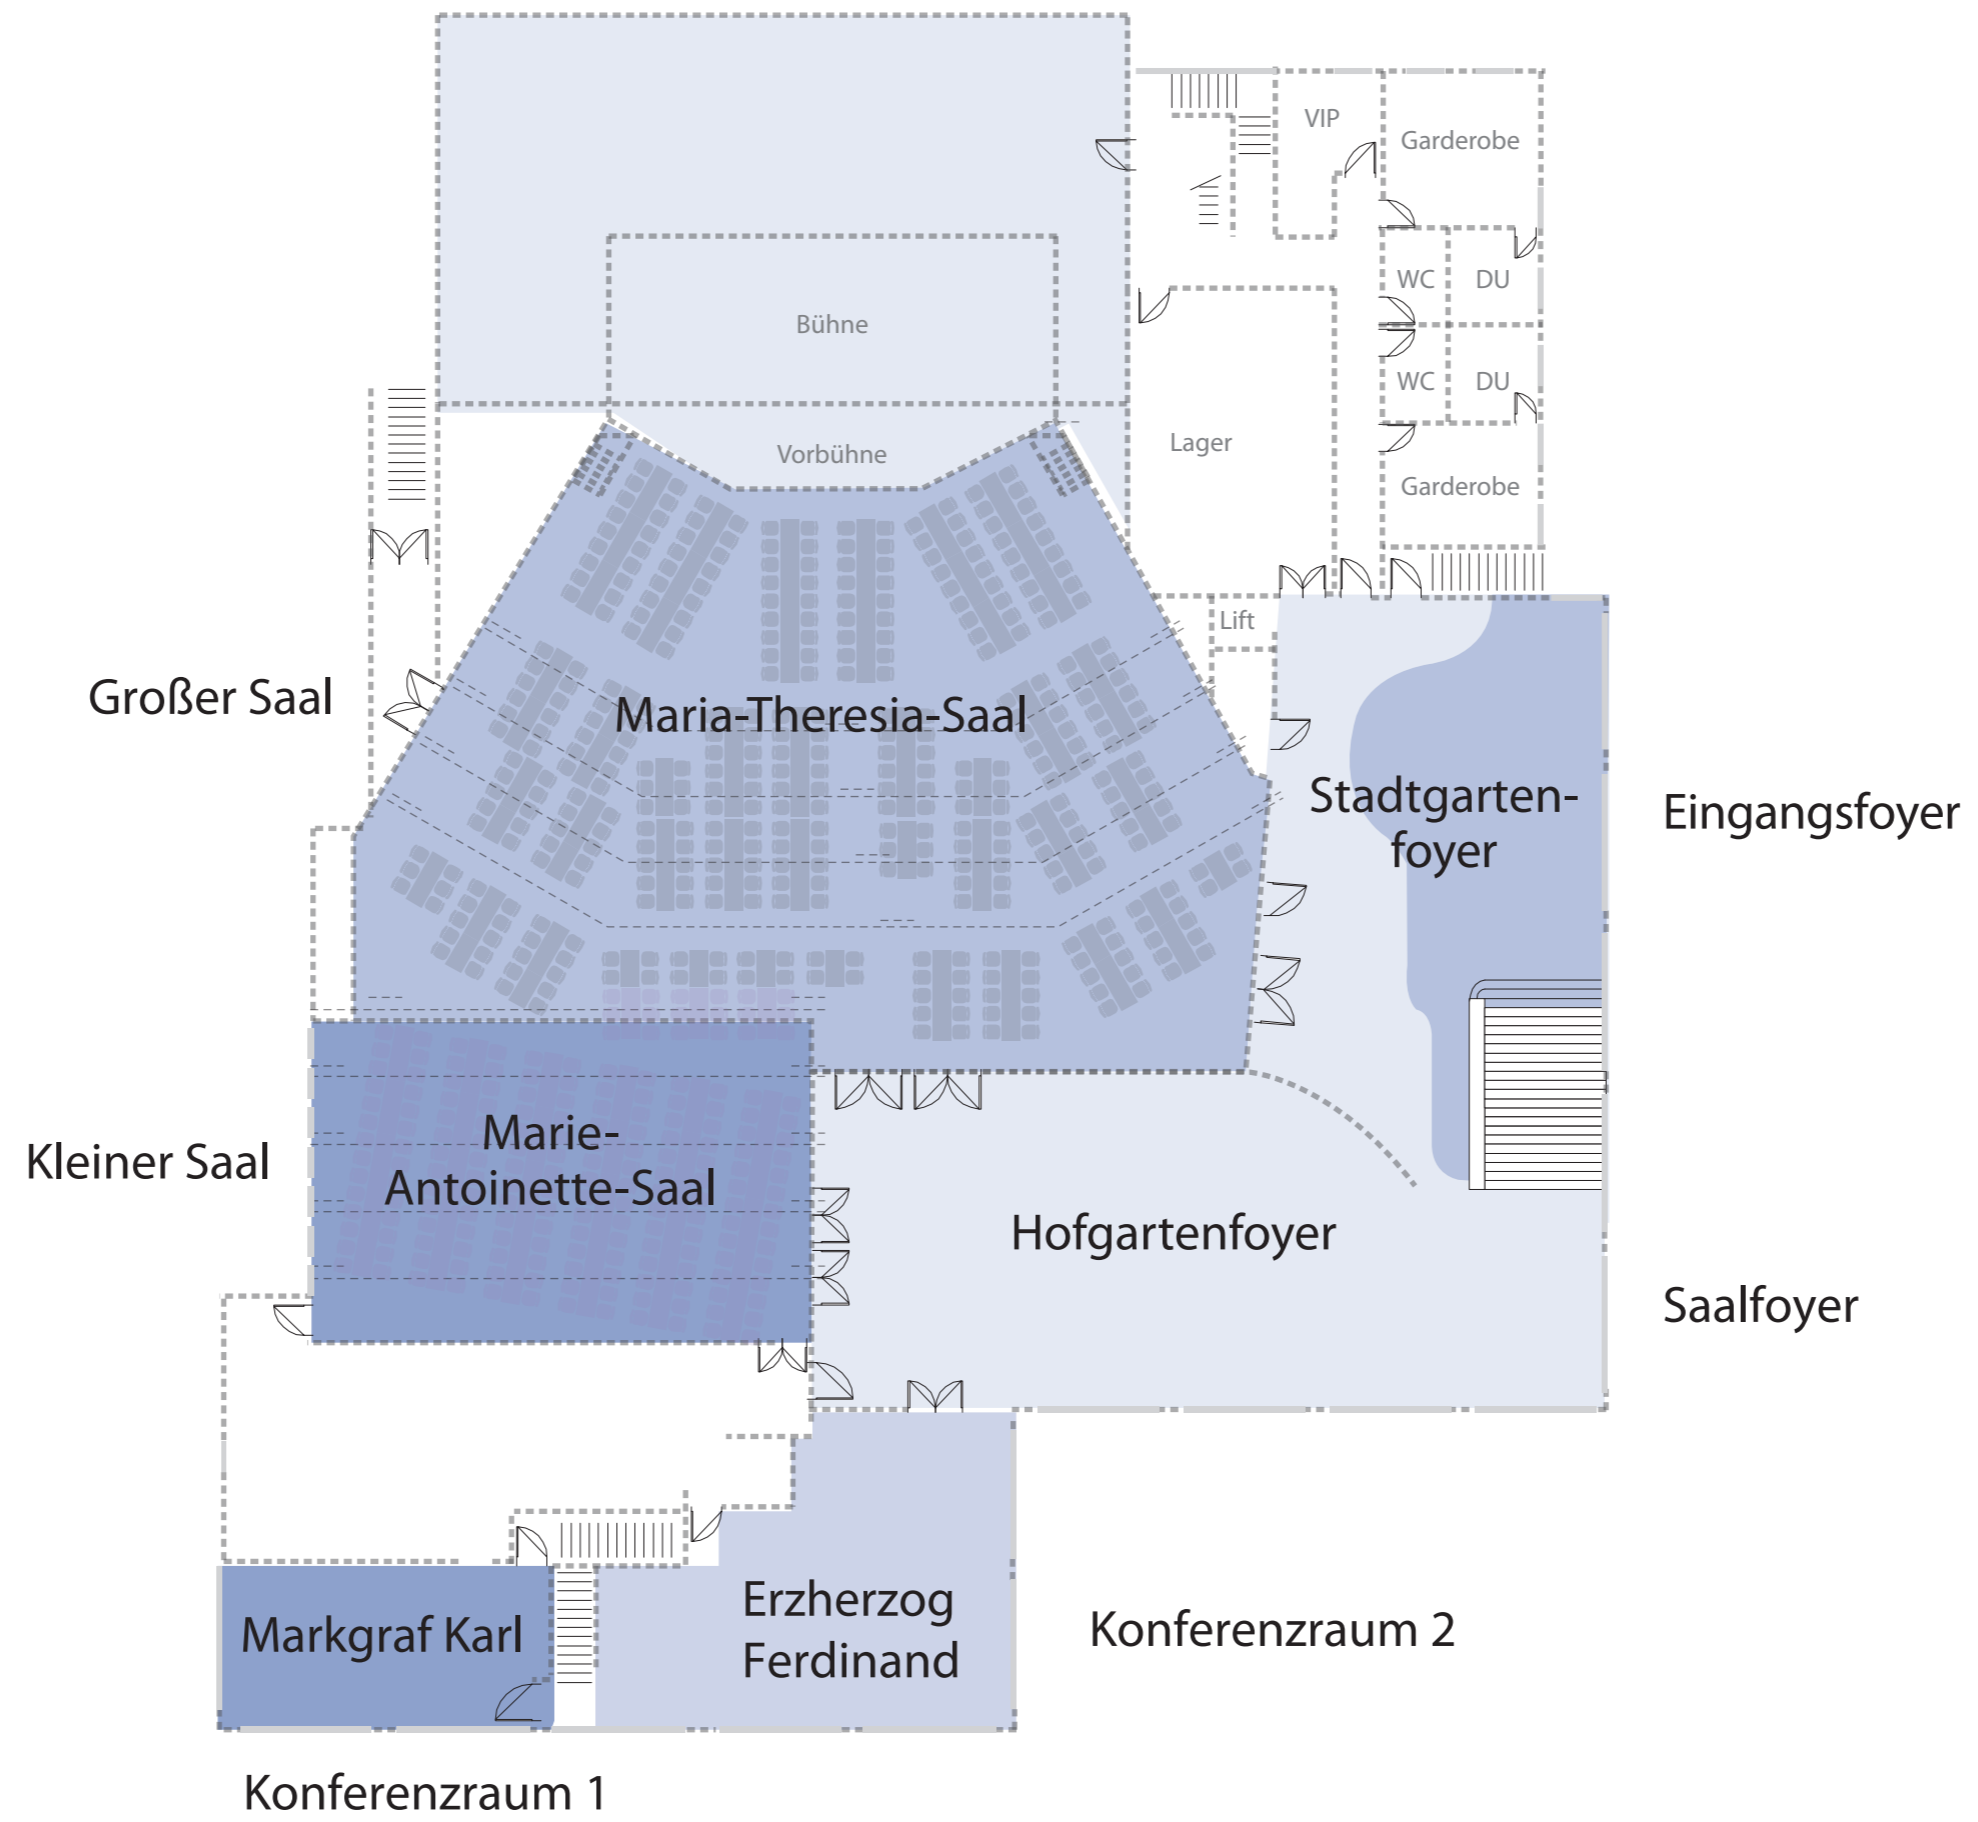 VIP
Garderobe
WC
DU
Bühne
WC
DU
Lager
Vorbühne
Garderobe
Lift
Großer Saal
Maria-Theresia-Saal
Stadtgarten-
foyer
Eingangsfoyer
Kleiner Saal
Marie-
Antoinette-Saal
Hofgartenfoyer
Saalfoyer
Markgraf Karl
Erzherzog
Ferdinand
Konferenzraum 2
Konferenzraum 1